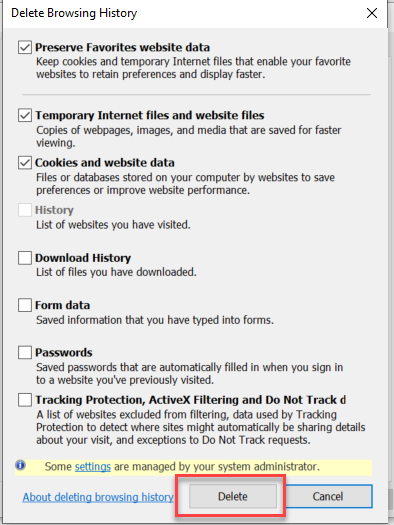 Delete Browsing History
Preserve Favorites website data
Keep cookies and temporary Internet files that enable your favorite
websites to retain preferences and display faster.
Temporary Internet files and website files
Copies of webpages, images, and media that are saved for faster
viewing.
Cookies and website data
Files or databases stored on your computer by websites to save
preferences or improve website performance.
History
List of websites you have visited.
Download History
List of files you have downloaded.
Form data
Saved information that you have typed into forms.
Passwords
Saved passwords that are automatically filled in when you sign in
to a website you've previously visited.
Tracking Protection, ActiveX Filtering and Do Not Track d
A list of websites excluded from filtering, data used by Tracking
Protection to detect where sites might automatically be sharing details
about your visit, and exceptions to Do Not Track requests.
Some settings are managed by your system administrator.
About deleting browsing history Delete Cancel